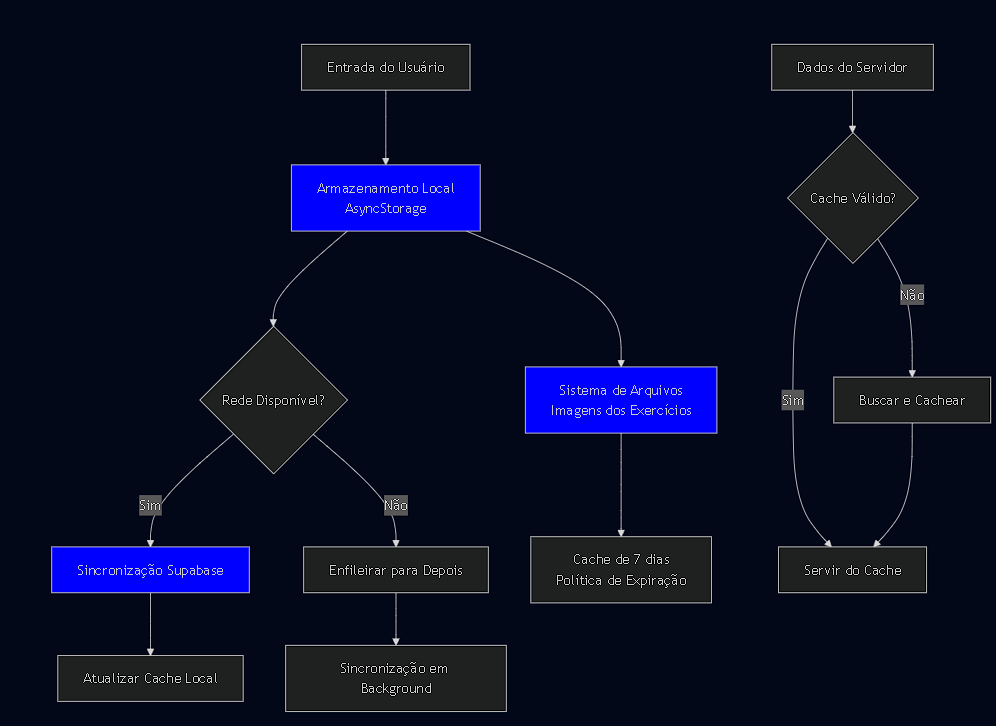 Entrada do Usuário
Dados do Servidor
Armazenamento Local
AsyncStorage
Cache Válido?
Não
Rede Disponível?
Sistema de Arquivos
Imagens dos Exercícios
Sim
Buscar e Cachear
Sim
Não
Sincronização Supabase
Enfileirar para Depois
Cache de 7 dias
Política de Expiração
Servir do Cache
Atualizar Cache Local
Sincronização em
Background